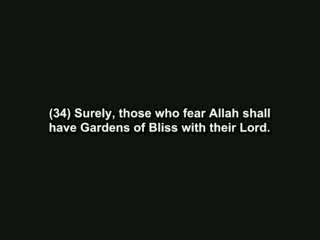 (34) Surely, those who fear Allah shall
have Gardens of Bliss with their Lord.